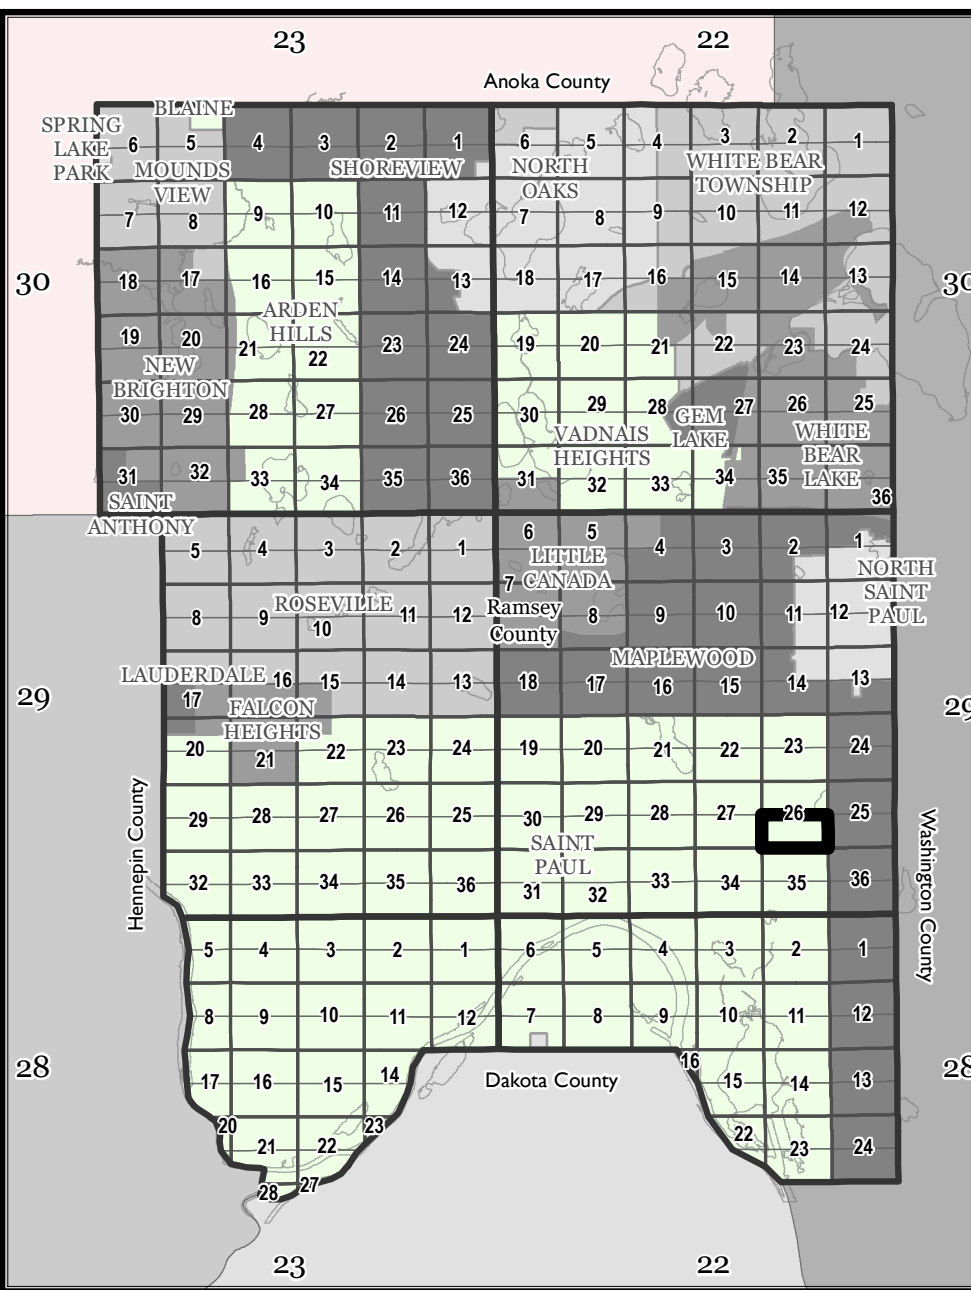 23 22
Anoka County
BLAINE
SPRING
LAKE
PARK
6 5 4 3 2 1 6 5 4 3 2 1
MOUNDS
VIEW
SHOREVIEW
NORTH
OAKS
WHITE BEAR
TOWNSHIP
7 8 9 10 11 12 7 8 9 10 11 12
30 18 17 16 15 14 13 18 17 16 15 14 13 30
ARDEN
HILLS
19 20 21 22 23 24 19 20 21 22 23 24
NEW
BRIGHTON
30 29 28 27 26 25 30 29 28 27 26 25
GEM
LAKE
VADNAIS
HEIGHTS
WHITE
BEAR
LAKE
31 32 33 34 35 36 31 32 33 34 35 36
SAINT
ANTHONY
5 4 3 2 1 6 5 4 3 2 1
LITTLE
CANADA
NORTH
SAINT
PAUL
ROSEVILLE
Ramsey
County
8 9 10 11 12 7 8 9 10 11 12
MAPLEWOOD
LAUDERDALE
29 17 16 15 14 13 18 17 16 15 14 13 29
FALCON
HEIGHTS
20 21 22 23 24 19 20 21 22 23 24
Hennepin County
29 28 27 26 25 30 29 28 27 26 25
Washington County
SAINT
PAUL
32 33 34 35 36 31 32 33 34 35 36
5 4 3 2 1 6 5 4 3 2 1
8 9 10 11 12 7 8 9 10 11 12
28 17 16 15 14 16 15 14 13 28
Dakota County
20 21 22 23 22 23 24
28 27
23 22